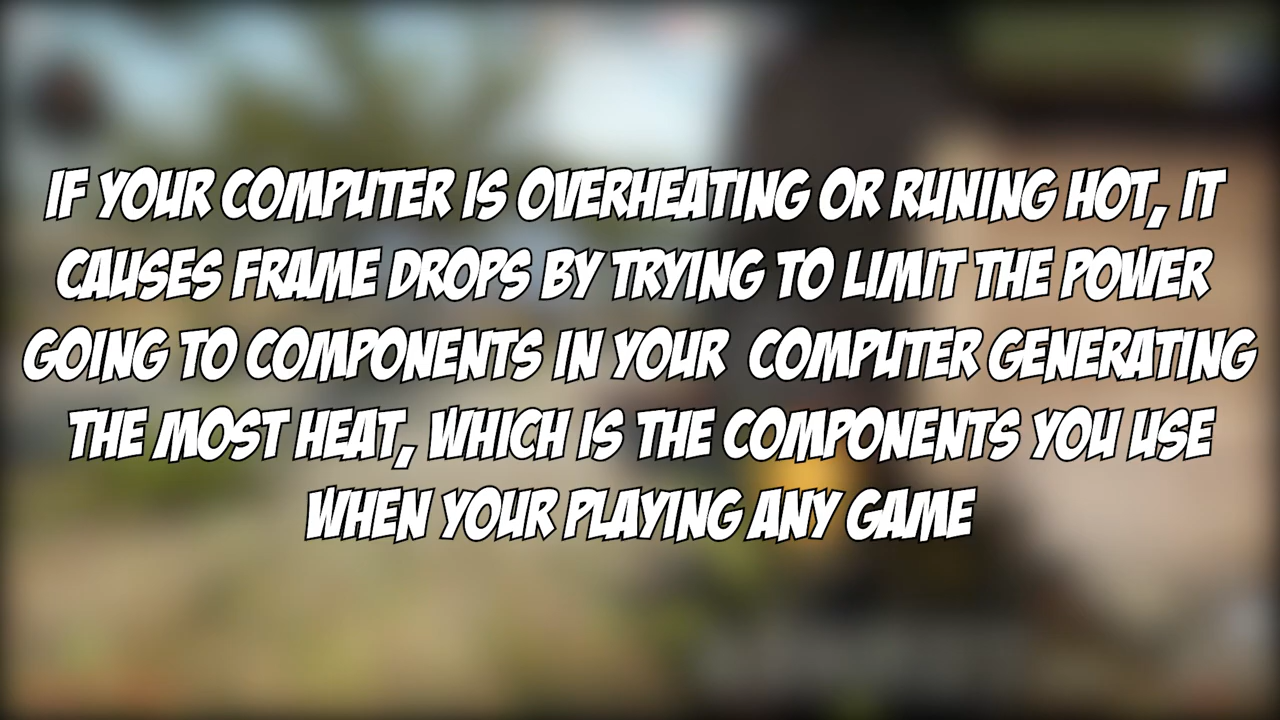 IF YOUR COMPUTER IS OVERHEATING OR RUNING HOT, IT
CAUSES FRAME DROPS BY TRYING TO LIMIT THE POWER
GOING TO COMPONENTS IN YOUR  COMPUTER GENERATING
THE MOST HEAT, WHICH IS THE COMPONENTS YOU USE
WHEN YOUR PLAYING ANY GAME